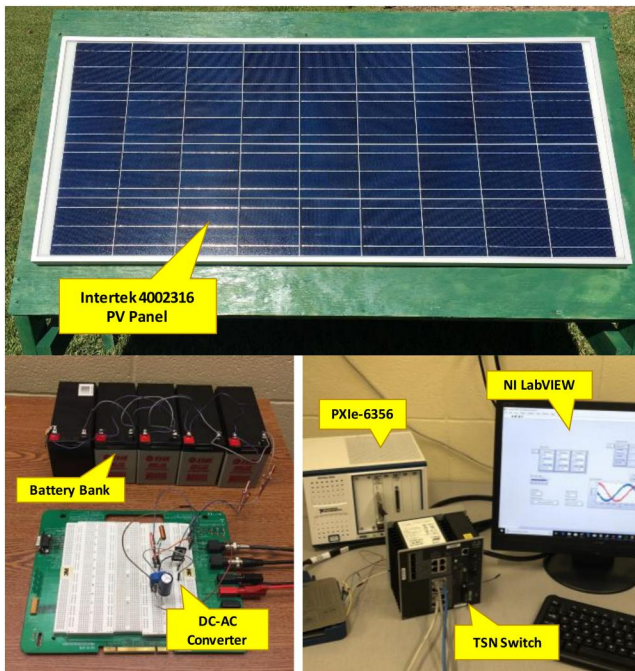 Intertek 4002316
PV Panel
Battery Bank
DC-AC
Converter
PXIe-6356
NI LabVIEW
TSN Switch